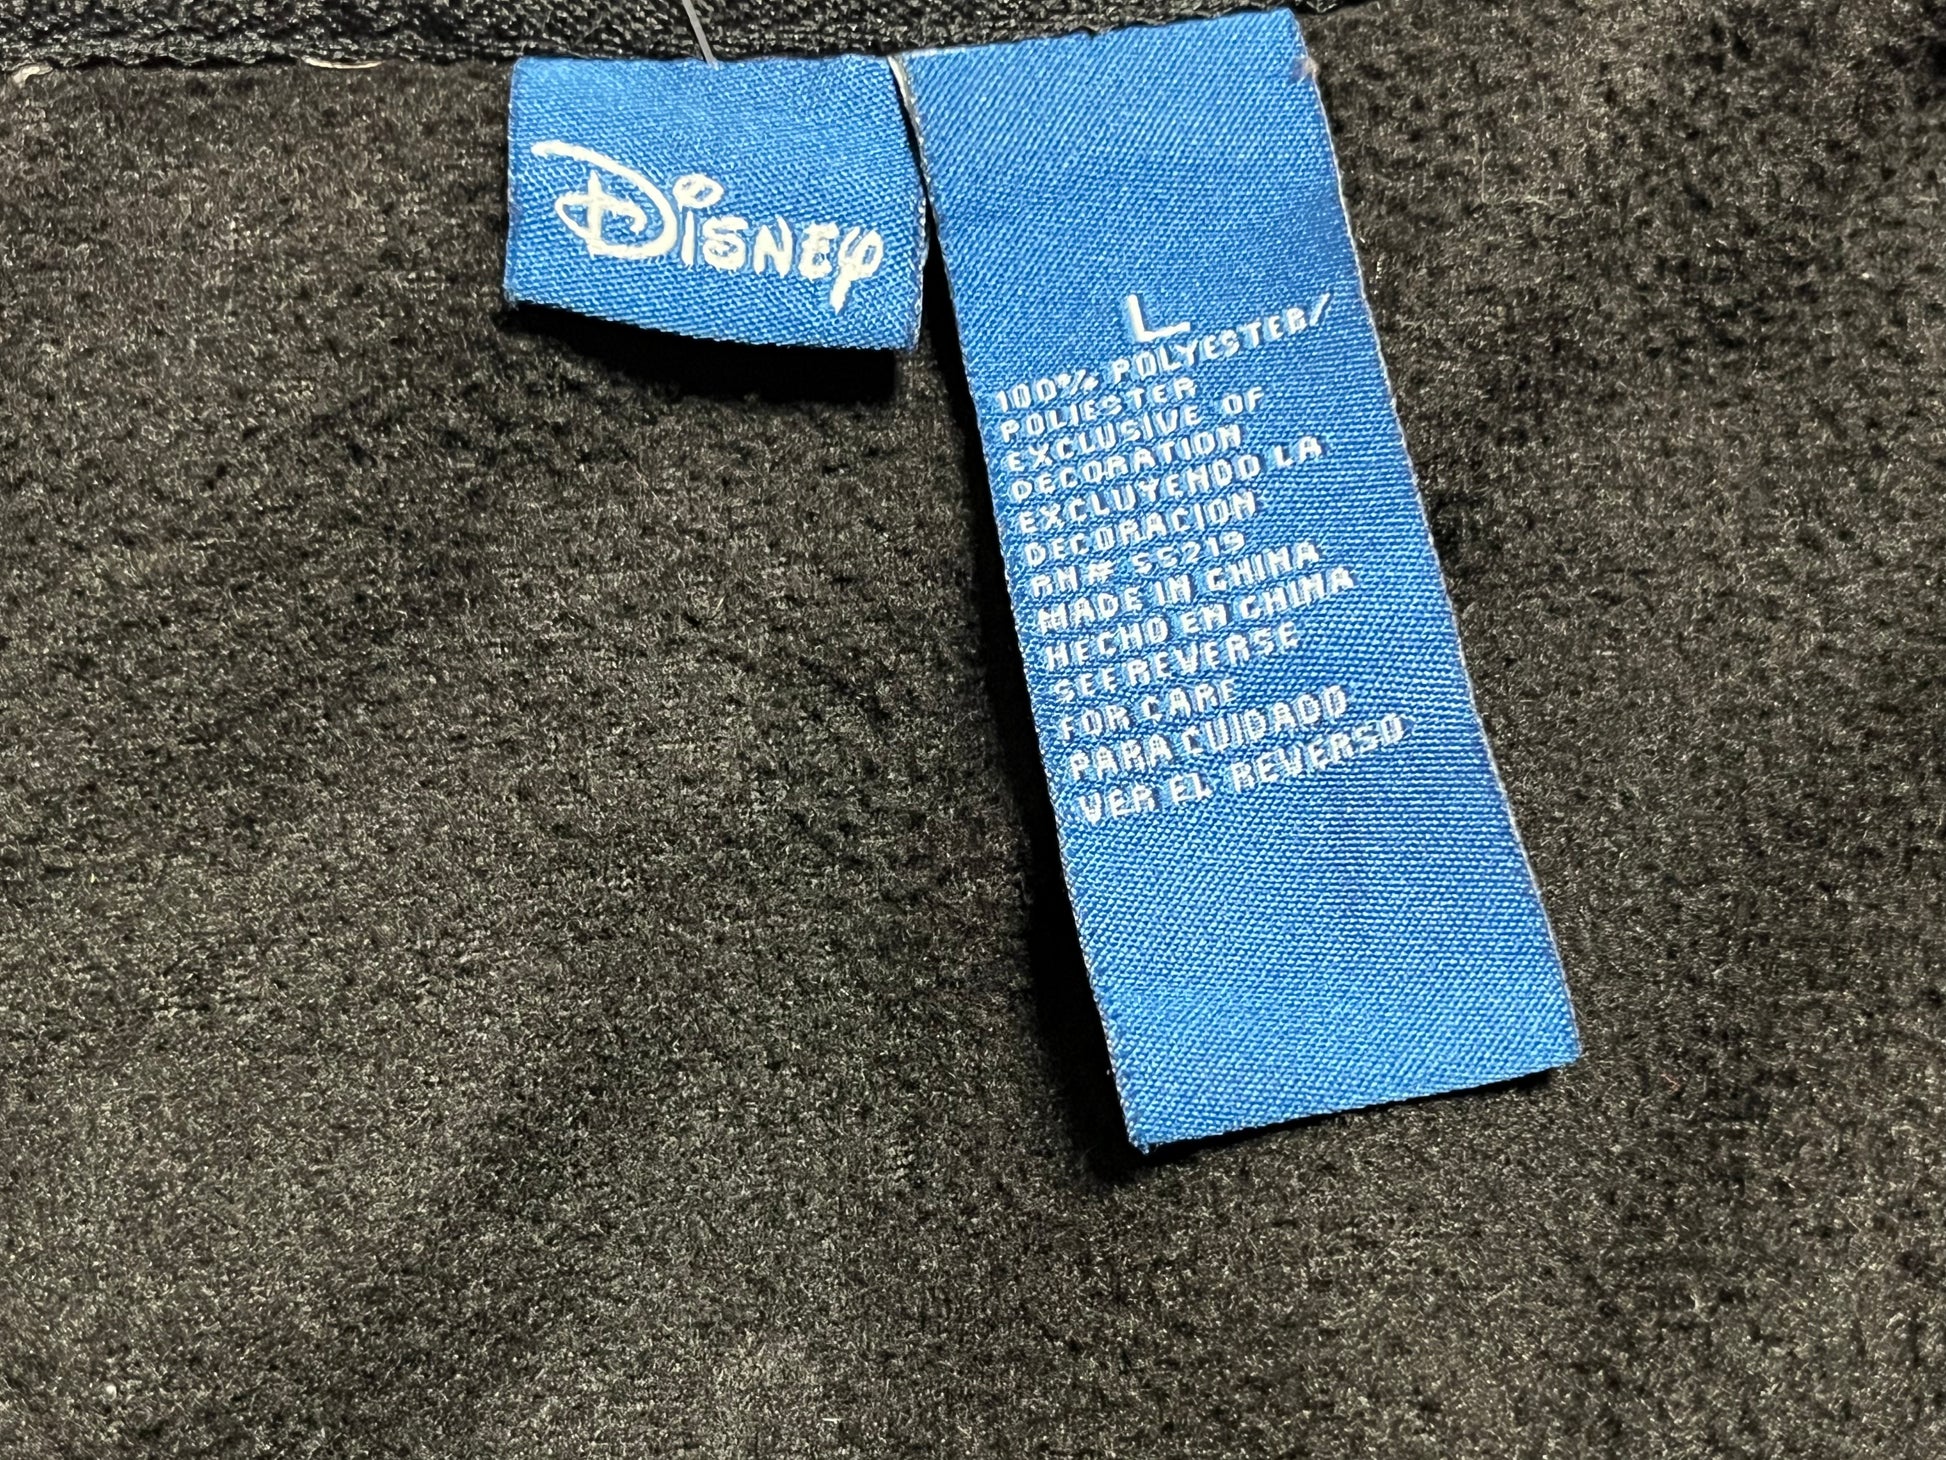 Disney
L
100% POLYESTER/
POLIESTER
EXCLUSIVE OF
DECORATION
EXCLUYENDO LA
DECORACION
RN# 55219
MADE IN CHINA
HECHO EN CHINA
SEE REVERSE
FOR CARE
PARA CUIDADO
VER EL REVERSO